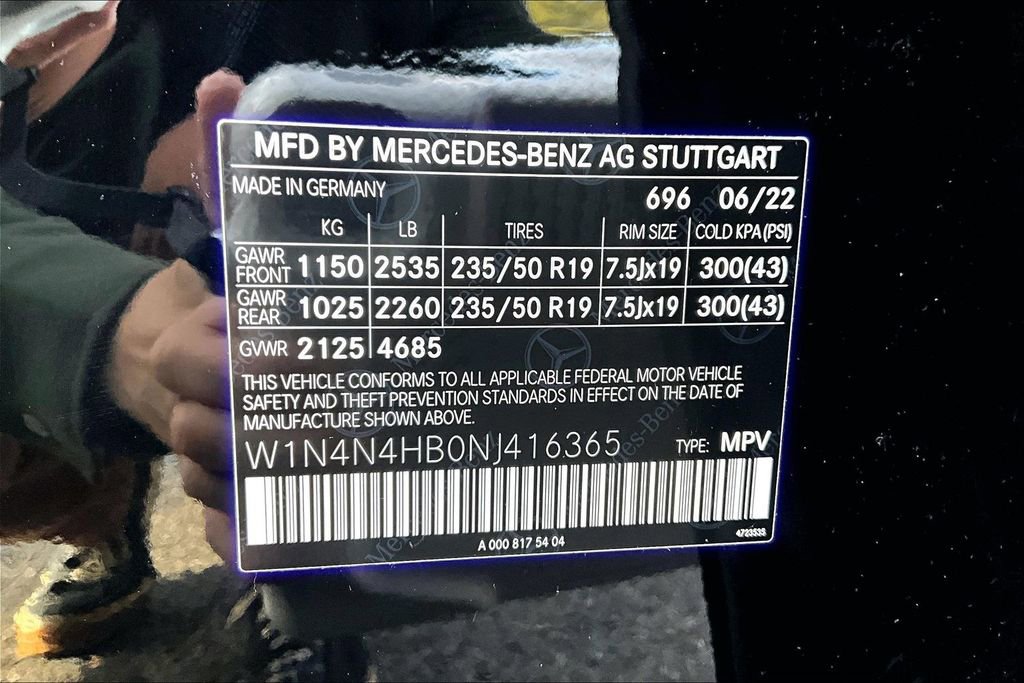 MFD BY MERCEDES-BENZ AG STUTTGART
MADE IN GERMANY
696 06/22
KG LB TIRES RIM SIZE COLD KPA (PSI)
GAWR FRONT 1150 2535 235/50 R19 7.5Jx19 300(43)
GAWR REAR 1025 2260 235/50 R19 7.5Jx19 300(43)
GVWR 2125 4685
THIS VEHICLE CONFORMS TO ALL APPLICABLE FEDERAL MOTOR VEHICLE
SAFETY AND THEFT PREVENTION STANDARDS IN EFFECT ON THE DATE OF
MANUFACTURE SHOWN ABOVE.
W1N4N4HB0NJ416365 TYPE: MPV
A 000 817 54 04